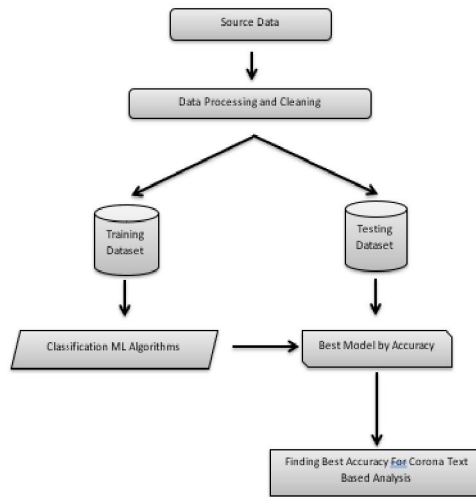 Source Data
Data Processing and Cleaning
Training
Dataset
Testing
Dataset
Classification ML Algorithms
Best Model by Accuracy
Finding Best Accuracy For Corona Text
Based Analysis